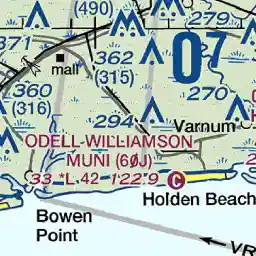 (490)
279
371
362
(315)
07
mall
360
(316)
270
294
Varnum
ODELL-WILLIAMSON
MUNI (60J)
33 *L 42 122.9 C
Holden Beach
Bowen
Point
VR